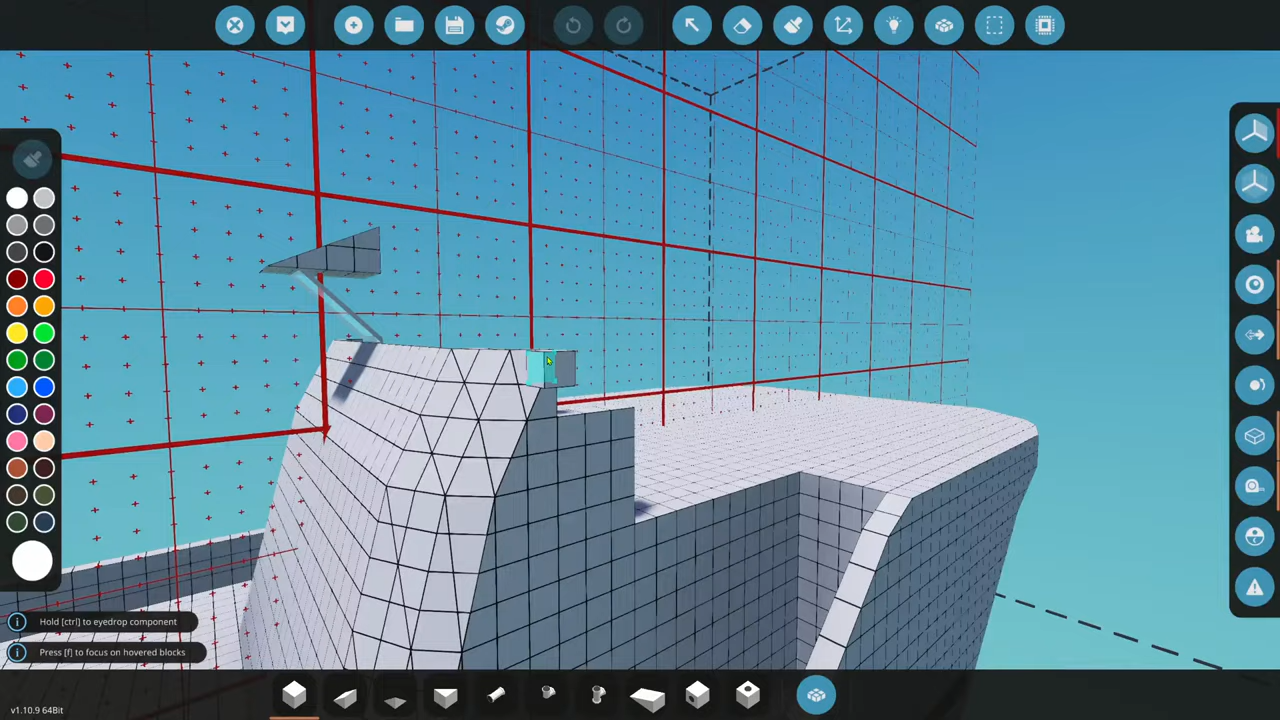 Hold [ctrl] to eyedrop component
Press [f] to focus on hovered blocks
v1.10.9 64Bit